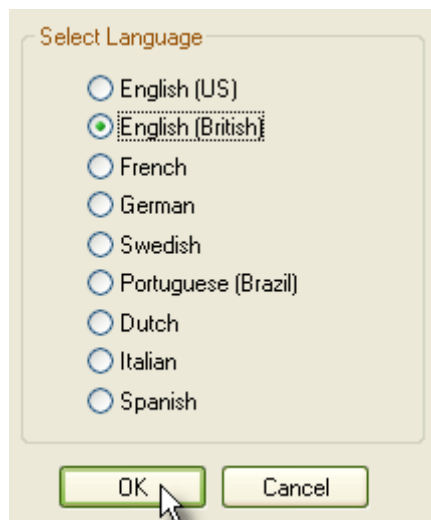 Select Language
English (US)
English (British)
French
German
Swedish
Portuguese (Brazil)
Dutch
Italian
Spanish
OK Cancel